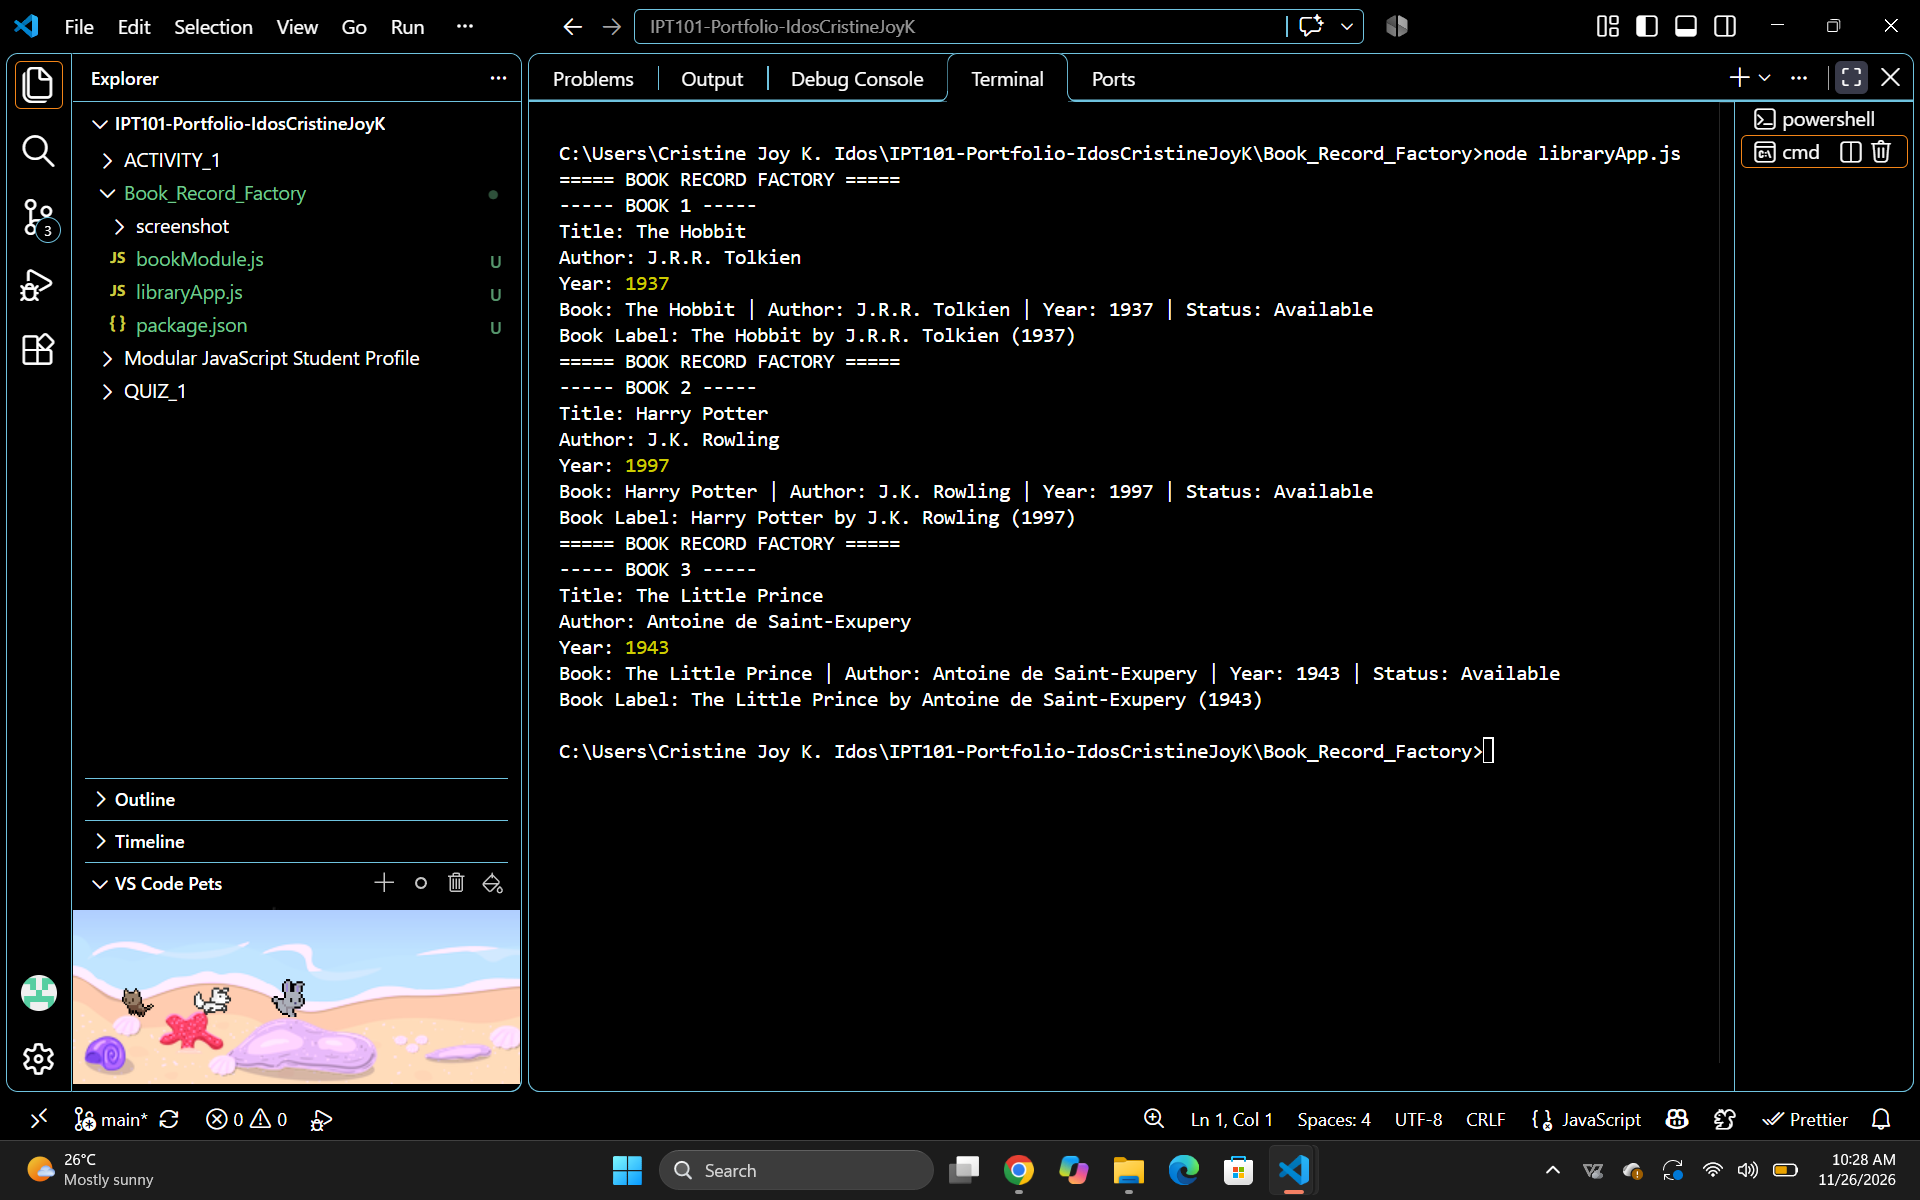 File Edit Selection View Go Run ···
IPT101-Portfolio-IdosCristineJoyK
Explorer
IPT101-Portfolio-IdosCristineJoyK
ACTIVITY_1
Book_Record_Factory
screenshot
JS bookModule.js U
JS libraryApp.js U
{} package.json U
Modular JavaScript Student Profile
QUIZ_1
3
Outline
Timeline
VS Code Pets
Problems Output Debug Console Terminal Ports
powershell
cmd
C:\Users\Cristine Joy K. Idos\IPT101-Portfolio-IdosCristineJoyK\Book_Record_Factory>node libraryApp.js
===== BOOK RECORD FACTORY =====
----- BOOK 1 -----
Title: The Hobbit
Author: J.R.R. Tolkien
Year: 1937
Book: The Hobbit | Author: J.R.R. Tolkien | Year: 1937 | Status: Available
Book Label: The Hobbit by J.R.R. Tolkien (1937)
===== BOOK RECORD FACTORY =====
----- BOOK 2 -----
Title: Harry Potter
Author: J.K. Rowling
Year: 1997
Book: Harry Potter | Author: J.K. Rowling | Year: 1997 | Status: Available
Book Label: Harry Potter by J.K. Rowling (1997)
===== BOOK RECORD FACTORY =====
----- BOOK 3 -----
Title: The Little Prince
Author: Antoine de Saint-Exupery
Year: 1943
Book: The Little Prince | Author: Antoine de Saint-Exupery | Year: 1943 | Status: Available
Book Label: The Little Prince by Antoine de Saint-Exupery (1943)
C:\Users\Cristine Joy K. Idos\IPT101-Portfolio-IdosCristineJoyK\Book_Record_Factory>
main* 0 0 Ln 1, Col 1 Spaces: 4 UTF-8 CRLF JavaScript Prettier
26°C
Mostly sunny
Search
10:28 AM
11/26/2026